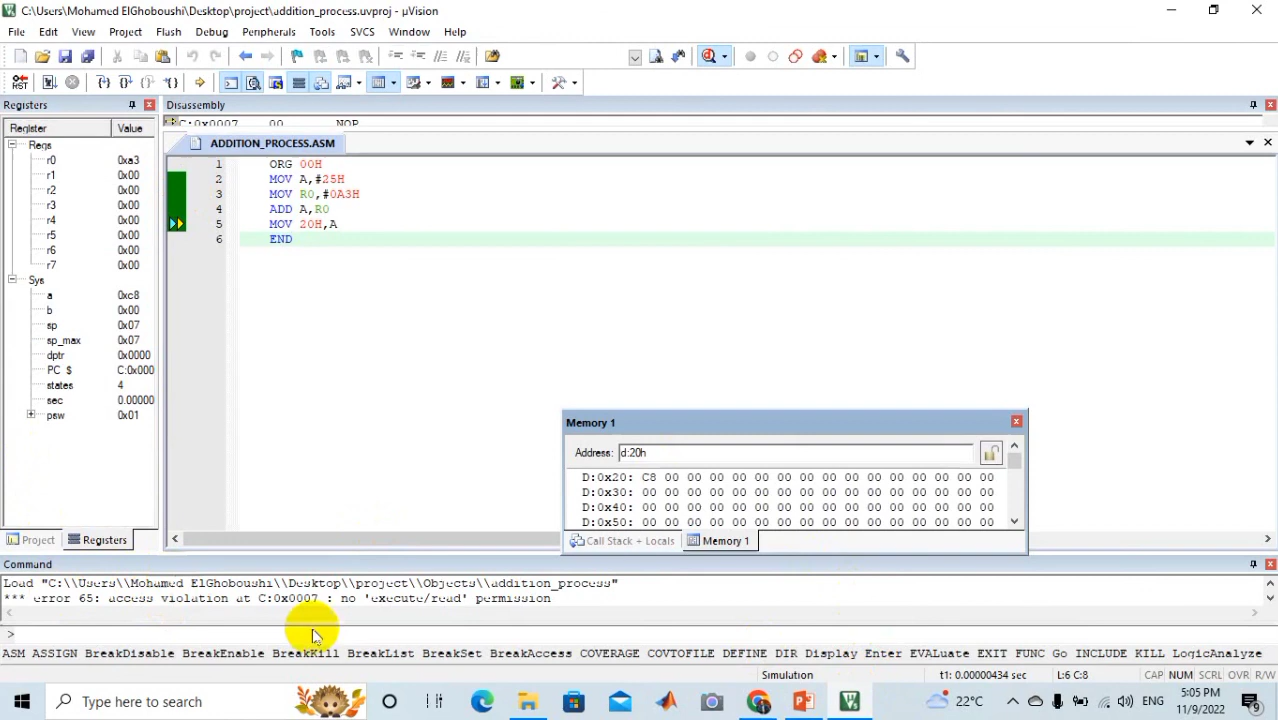 C:\Users\Mohamed ElGhoboushi\Desktop\project\addition_process.uvproj - µVision
File Edit View Project Flash Debug Peripherals Tools SVCS Window Help
RST
Registers
Disassembly
C:0x0007 00 NOP
Register Value
ADDITION_PROCESS.ASM
Regs
r0 0xa3
r1 0x00
r2 0x00
r3 0x00
r4 0x00
r5 0x00
r6 0x00
r7 0x00
Sys
a 0xc8
b 0x00
sp 0x07
sp_max 0x07
dptr 0x0000
PC $ C:0x000
states 4
sec 0.00000
psw 0x01
1 ORG 00H
2 MOV A,#25H
3 MOV R0,#0A3H
4 ADD A,R0
5 MOV 20H,A
6 END
Memory 1
Address: d:20h
D:0x20: C8 00 00 00 00 00 00 00 00 00 00 00 00 00 00 00
D:0x30: 00 00 00 00 00 00 00 00 00 00 00 00 00 00 00 00
D:0x40: 00 00 00 00 00 00 00 00 00 00 00 00 00 00 00 00
D:0x50: 00 00 00 00 00 00 00 00 00 00 00 00 00 00 00 00
Call Stack + Locals Memory 1
Project Registers
Command
Load "C:\\Users\\Mohamed ElGhoboushi\\Desktop\\project\\Objects\\addition_process"
*** error 65: access violation at C:0x0007 : no 'execute/read' permission
>
ASM ASSIGN BreakDisable BreakEnable BreakKill BreakList BreakSet BreakAccess COVERAGE COVTOFILE DEFINE DIR Display Enter EVALuate EXIT FUNC Go INCLUDE KILL LogicAnalyze
Simulation t1: 0.00000434 sec L:6 C:8 CAP NUM SCRL OVR R/W
Type here to search
22°C
ENG
5:05 PM
11/9/2022
9